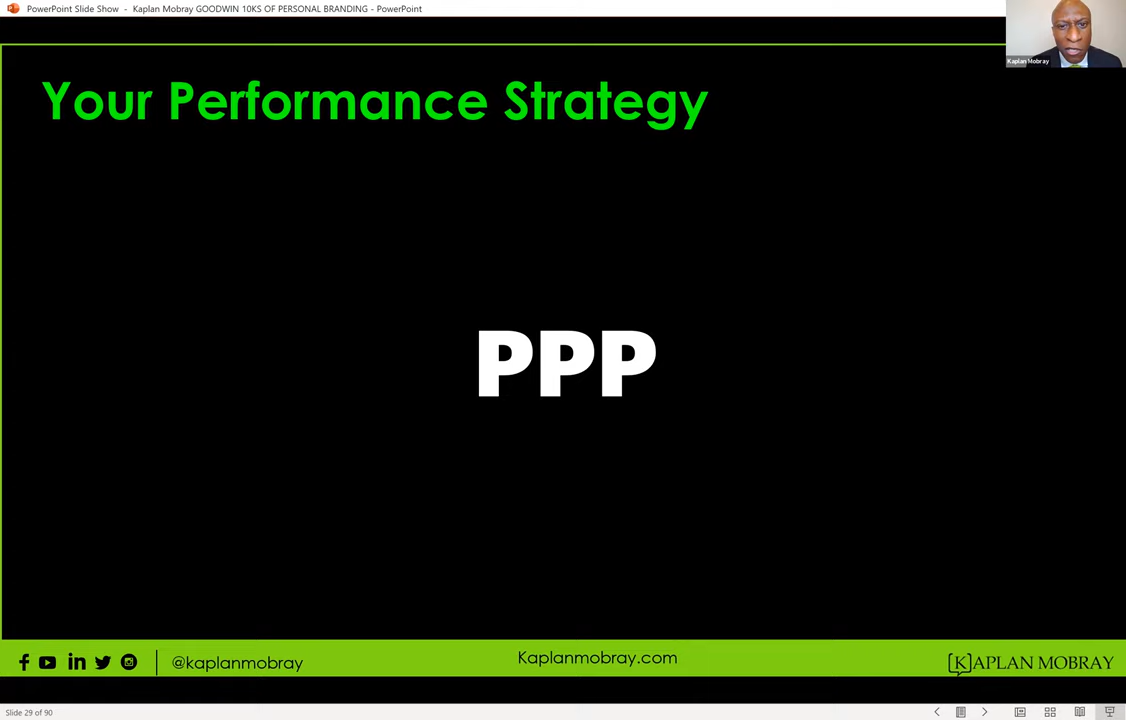 PowerPoint Slide Show - Kaplan Mobray GOODWIN 10KS OF PERSONAL BRANDING - PowerPoint
Kaplan Mobray
Your Performance Strategy
PPP
@kaplanmobray
Kaplanmobray.com
[K]APLAN MOBRAY
Slide 29 of 90